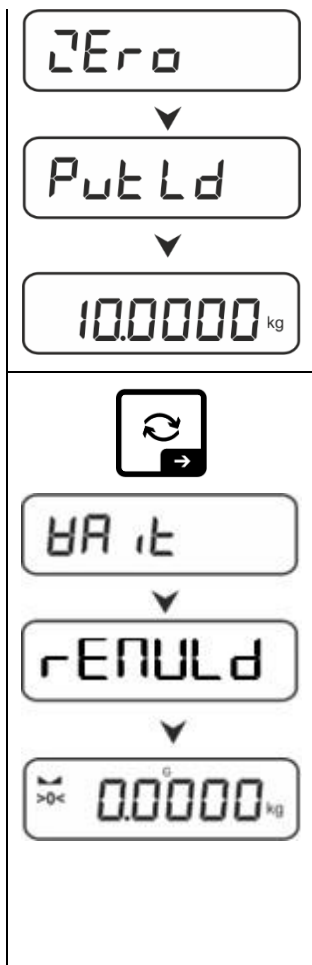 ZEro
PutLd
10.0000 kg
WAit
rEMULd
G
>0< 0.0000 kg